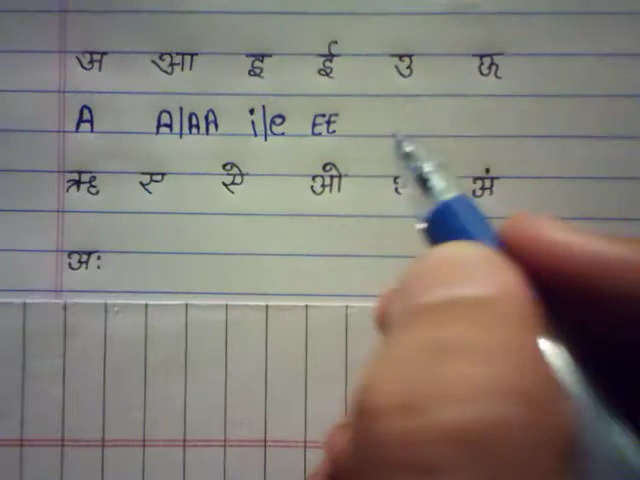 अ आ इ ई उ ऊ
A A/AA i/e EE
ऋ ए ऐ ओ अं
अः